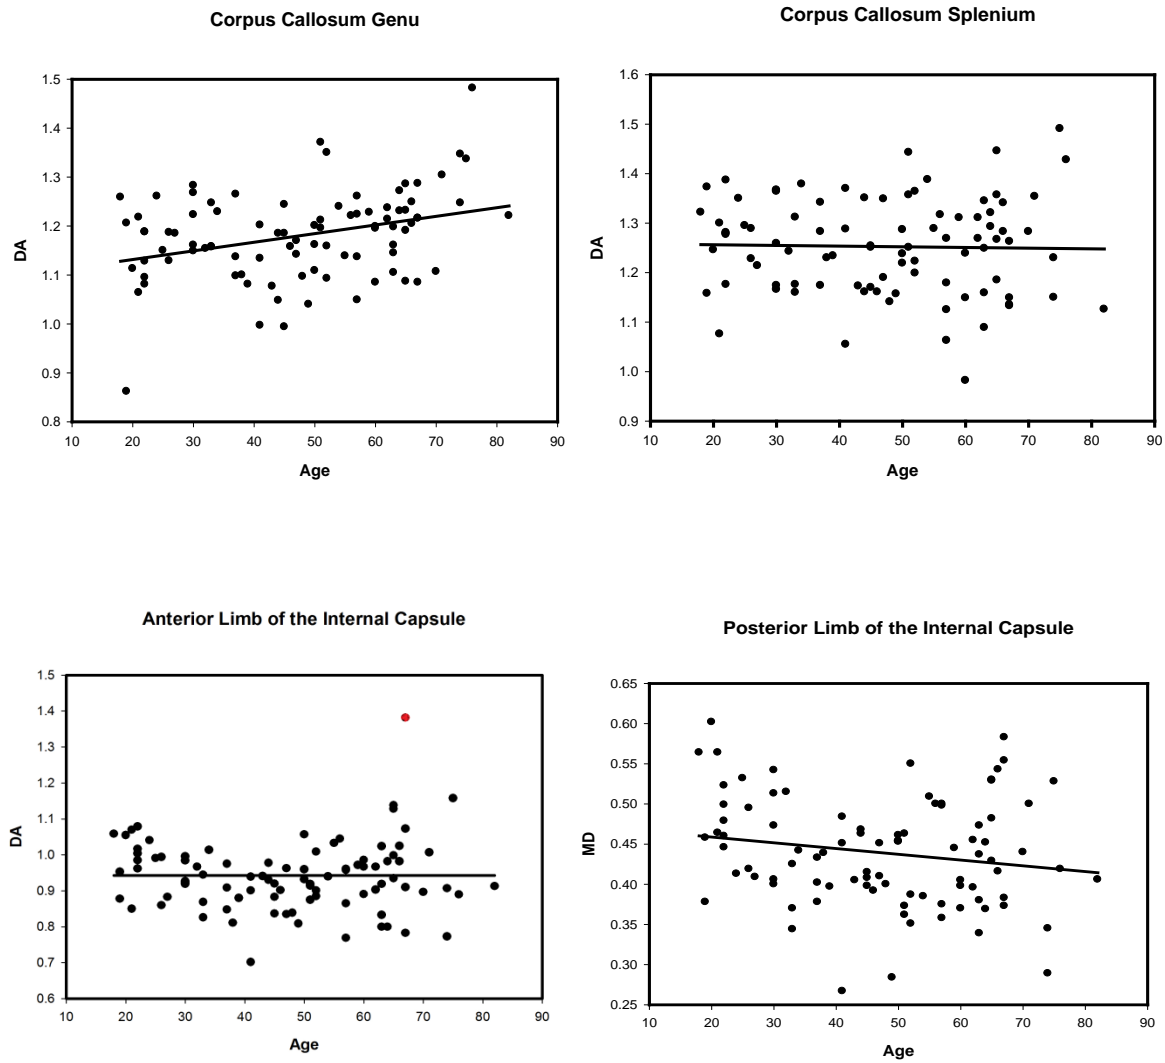 Corpus Callosum Genu
1.5
1.4
1.3
1.2
1.1
1.0
0.9
0.8
DA
10 20 30 40 50 60 70 80 90
Age
Corpus Callosum Splenium
1.6
1.5
1.4
1.3
1.2
1.1
1.0
0.9
DA
10 20 30 40 50 60 70 80 90
Age
Anterior Limb of the Internal Capsule
1.5
1.4
1.3
1.2
1.1
1.0
0.9
0.8
0.7
0.6
DA
10 20 30 40 50 60 70 80 90
Age
Posterior Limb of the Internal Capsule
0.65
0.60
0.55
0.50
0.45
0.40
0.35
0.30
0.25
MD
10 20 30 40 50 60 70 80 90
Age